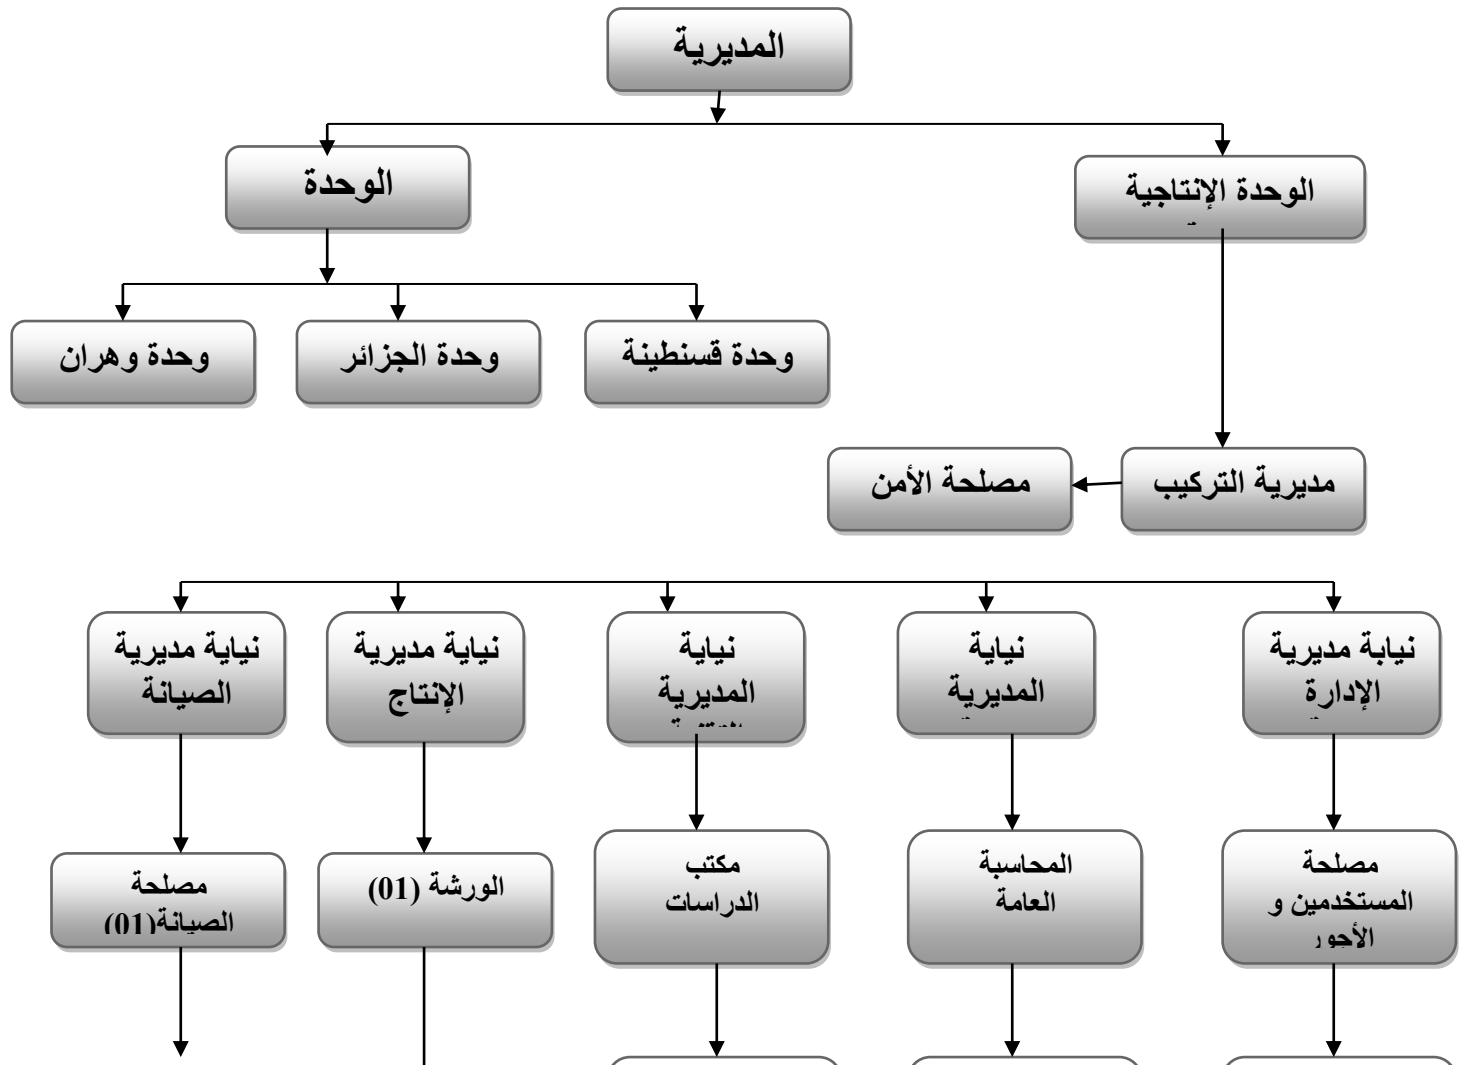 المديرية
الوحدة الإنتاجية
الوحدة
وحدة قسنطينة
وحدة الجزائر
وحدة وهران
مديرية التركيب
مصلحة الأمن
نيابة مديرية
الإدارة
نياية
المديرية
نياية
المديرية
نياية مديرية
الإنتاج
نياية مديرية
الصيانة
مصلحة
المستخدمين و
الأجور
المحاسبة
العامة
مكتب
الدراسات
الورشة (01)
مصلحة
الصيانة(01)